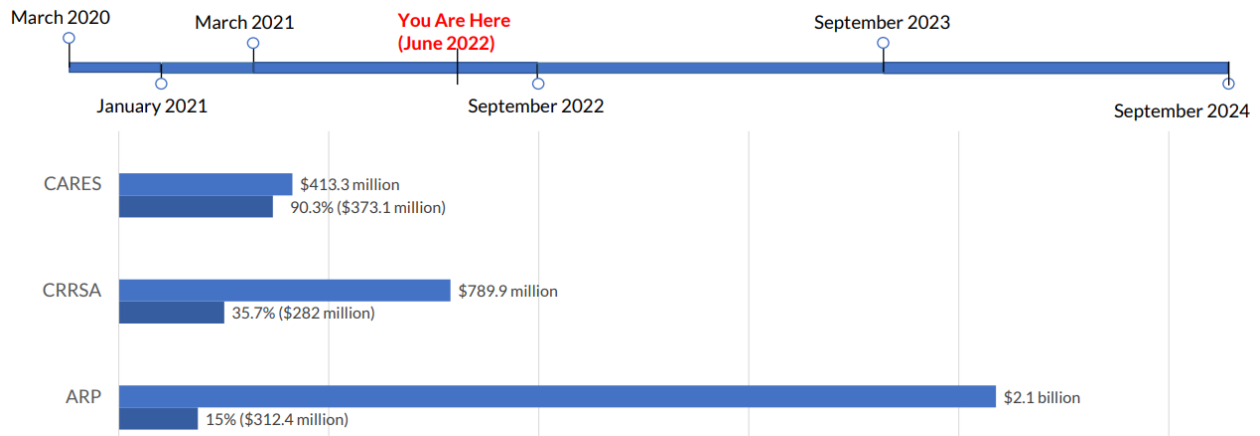 March 2020
March 2021
You Are Here
(June 2022)
September 2023
January 2021
September 2022
September 2024
CARES
$413.3 million
90.3% ($373.1 million)
CRRSA
$789.9 million
35.7% ($282 million)
ARP
$2.1 billion
15% ($312.4 million)